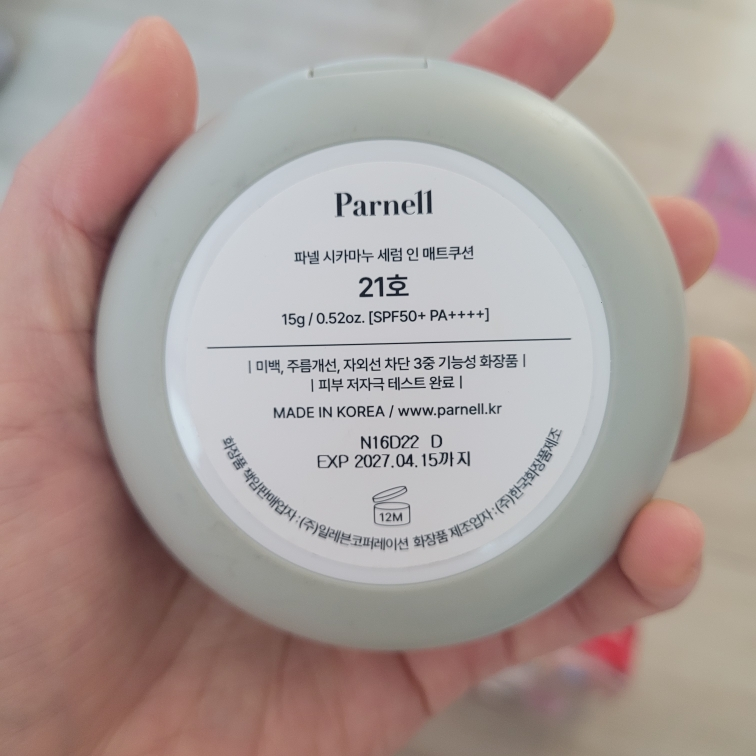 Parnell
파넬 시카마누 세럼 인 매트쿠션
21호
15g / 0.52oz. [SPF50+ PA++++]
| 미백, 주름개선, 자외선 차단 3중 기능성 화장품 |
| 피부 저자극 테스트 완료 |
MADE IN KOREA / www.parnell.kr
N16D22 D
EXP 2027.04.15까지
12M
화장품 책임판매업자 : (주)일레븐코퍼레이션 화장품 제조업자 : (주)한국화장품제조